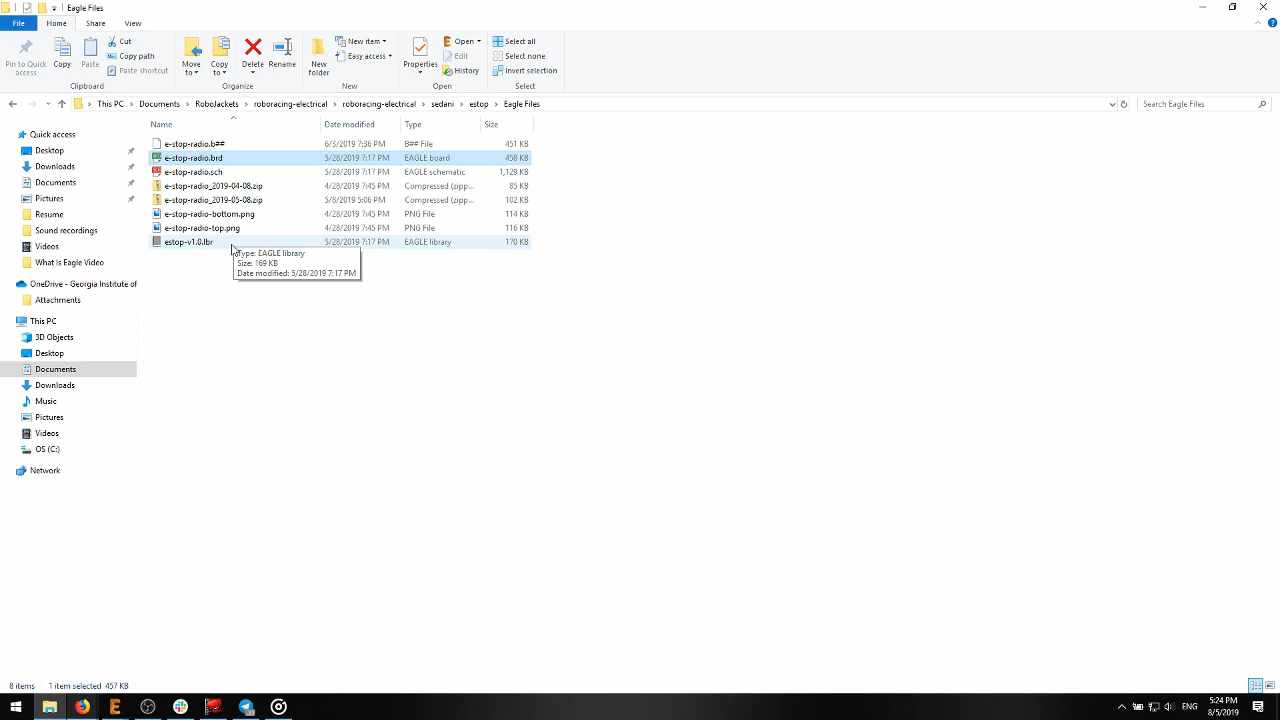 Eagle Files
File Home Share View
Pin to Quick access
Copy
Paste
Cut
Copy path
Paste shortcut
Clipboard
Move to
Copy to
Delete
Rename
Organize
New folder
New item
Easy access
New
Properties
Open
Edit
History
Open
Select all
Select none
Invert selection
Select
This PC Documents RoboJackets roboracing-electrical roboracing-electrical sedani estop Eagle Files
Search Eagle Files
Quick access
Desktop
Downloads
Documents
Pictures
Resume
Sound recordings
Videos
What Is Eagle Video
OneDrive - Georgia Institute of
Attachments
This PC
3D Objects
Desktop
Documents
Downloads
Music
Pictures
Videos
OS (C:)
Network
Name Date modified Type Size
e-stop-radio.b## 6/3/2019 7:36 PM B## File 451 KB
e-stop-radio.brd 5/28/2019 7:17 PM EAGLE board 458 KB
e-stop-radio.sch 5/28/2019 7:17 PM EAGLE schematic 1,129 KB
e-stop-radio_2019-04-08.zip 4/28/2019 7:45 PM Compressed (zipp... 85 KB
e-stop-radio_2019-05-08.zip 5/8/2019 5:06 PM Compressed (zipp... 102 KB
e-stop-radio-bottom.png 4/28/2019 7:45 PM PNG File 114 KB
e-stop-radio-top.png 4/28/2019 7:45 PM PNG File 116 KB
estop-v1.0.lbr 5/28/2019 7:17 PM EAGLE library 170 KB
Type: EAGLE library
Size: 169 KB
Date modified: 5/28/2019 7:17 PM
8 items 1 item selected 457 KB
ENG
5:24 PM
8/5/2019